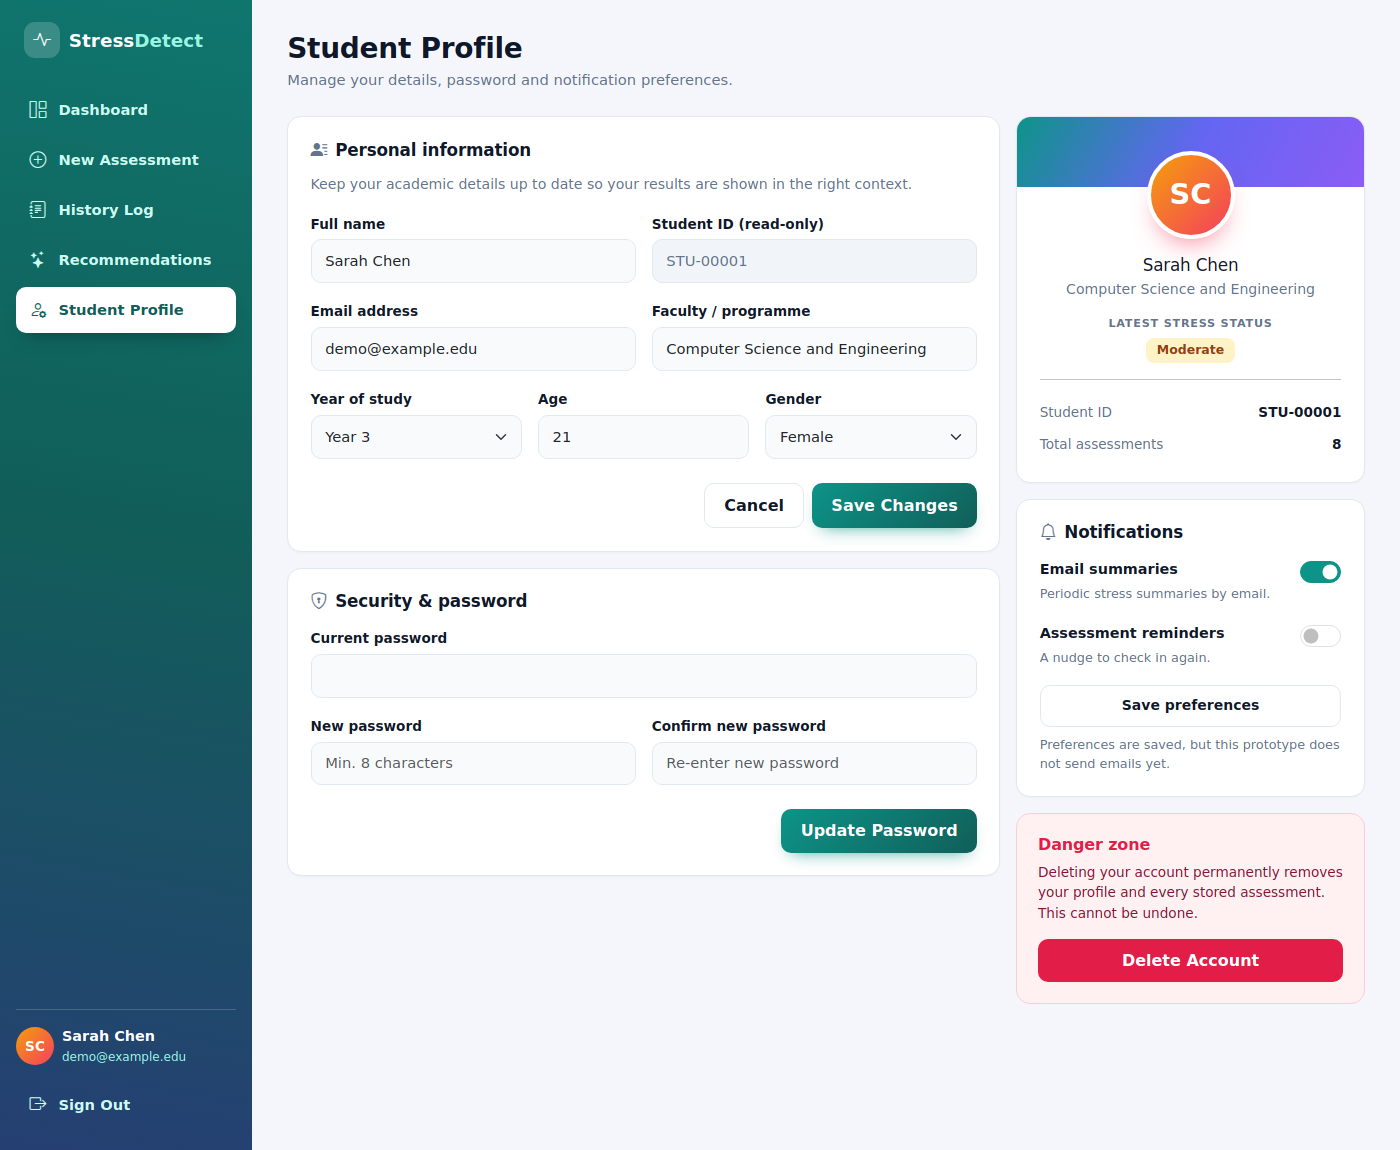 StressDetect
Dashboard
New Assessment
History Log
Recommendations
Student Profile
SC
Sarah Chen
demo@example.edu
Sign Out
Student Profile
Manage your details, password and notification preferences.
Personal information
Keep your academic details up to date so your results are shown in the right context.
Full name
Sarah Chen
Student ID (read-only)
STU-00001
Email address
demo@example.edu
Faculty / programme
Computer Science and Engineering
Year of study
Year 3
Age
21
Gender
Female
Cancel
Save Changes
Security & password
Current password
New password
Min. 8 characters
Confirm new password
Re-enter new password
Update Password
SC
Sarah Chen
Computer Science and Engineering
LATEST STRESS STATUS
Moderate
Student ID STU-00001
Total assessments 8
Notifications
Email summaries
Periodic stress summaries by email.
Assessment reminders
A nudge to check in again.
Save preferences
Preferences are saved, but this prototype does
not send emails yet.
Danger zone
Deleting your account permanently removes
your profile and every stored assessment.
This cannot be undone.
Delete Account